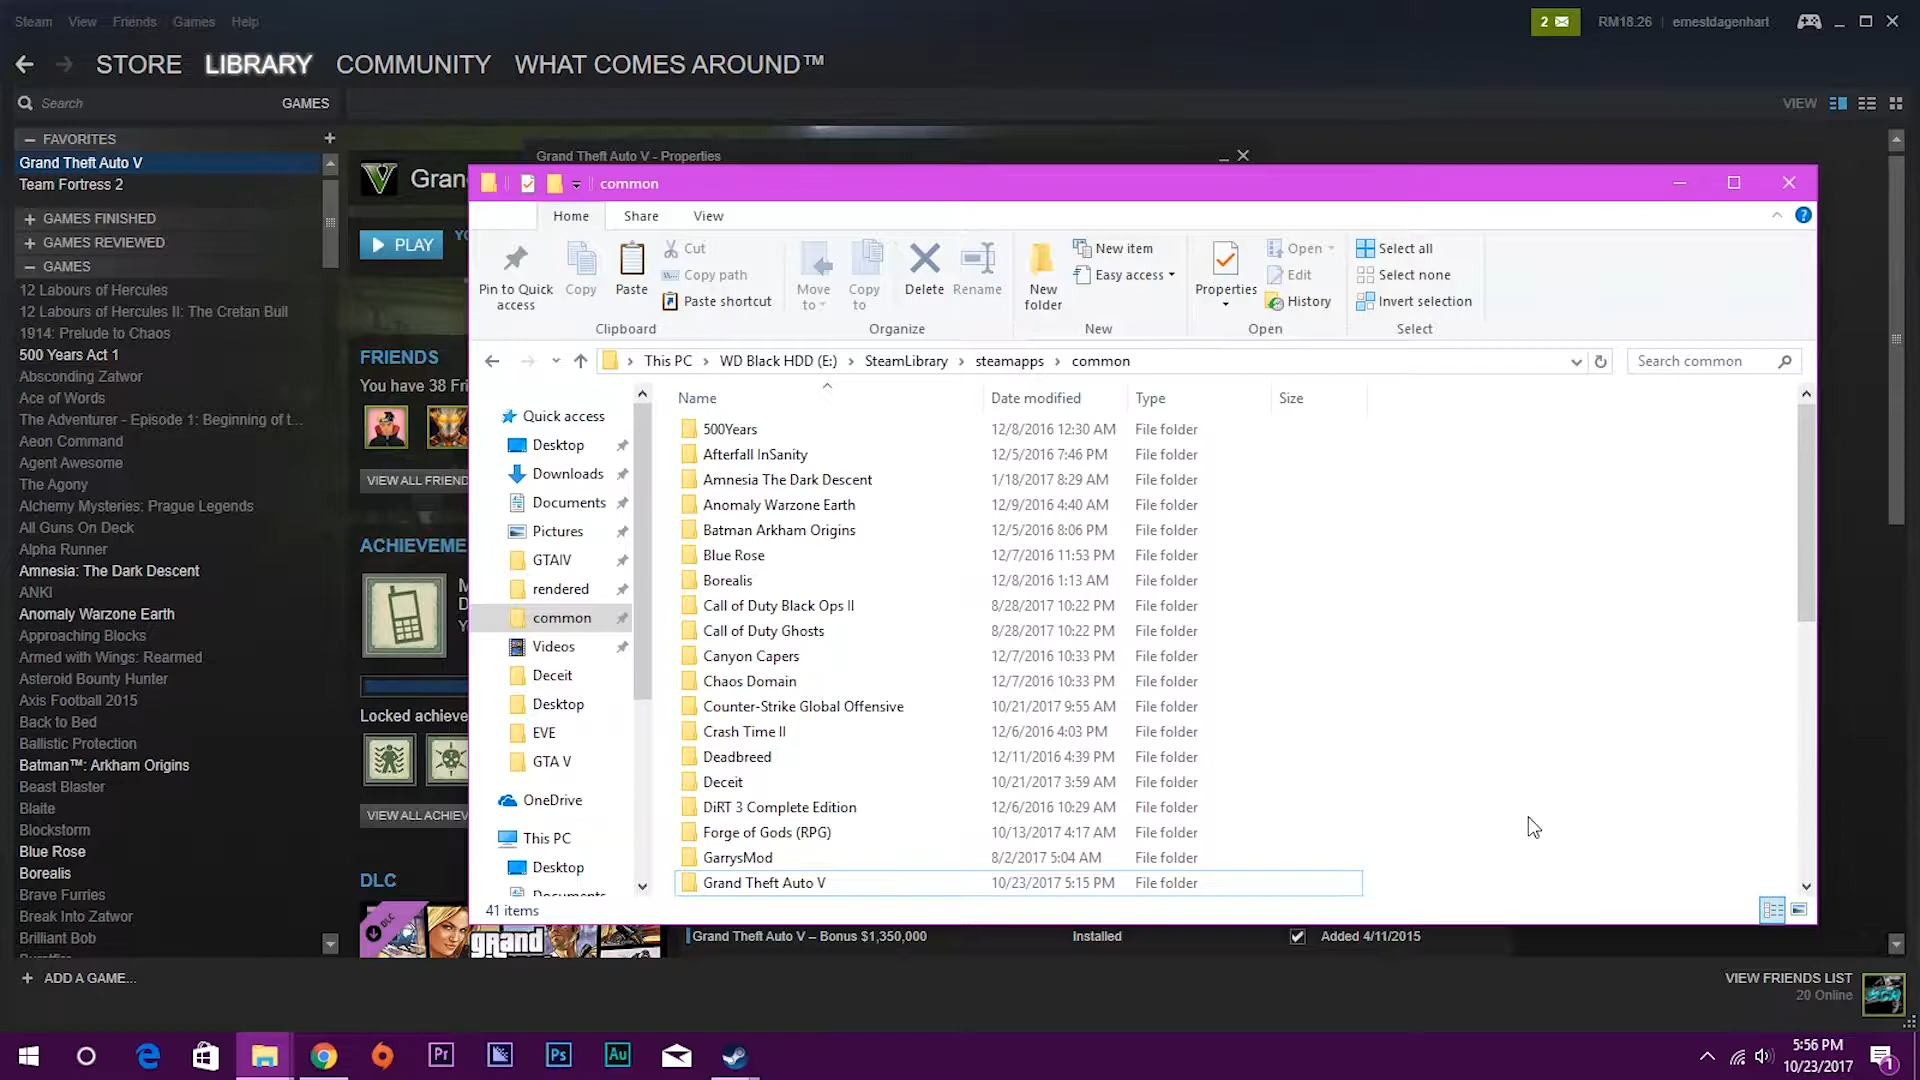 Steam View Friends Games Help
2 RM18.26 | ernestdagenhart
STORE LIBRARY COMMUNITY WHAT COMES AROUND™
Search GAMES VIEW
– FAVORITES +
Grand Theft Auto V
Team Fortress 2
+ GAMES FINISHED
+ GAMES REVIEWED
– GAMES
12 Labours of Hercules
12 Labours of Hercules II: The Cretan Bull
1914: Prelude to Chaos
500 Years Act 1
Absconding Zatwor
Ace of Words
The Adventurer - Episode 1: Beginning of t...
Aeon Command
Agent Awesome
The Agony
Alchemy Mysteries: Prague Legends
All Guns On Deck
Alpha Runner
Amnesia: The Dark Descent
ANKI
Anomaly Warzone Earth
Approaching Blocks
Armed with Wings: Rearmed
Asteroid Bounty Hunter
Axis Football 2015
Back to Bed
Ballistic Protection
Batman™: Arkham Origins
Beast Blaster
Blaite
Blockstorm
Blue Rose
Borealis
Brave Furries
Break Into Zatwor
Brilliant Bob
+ ADD A GAME...
Gran
PLAY
FRIENDS
You have 38 Fri
VIEW ALL FRIEND
ACHIEVEME
Locked achieve
VIEW ALL ACHIEV
DLC
DLC
grand
Grand Theft Auto V - Properties
common
Home Share View
Pin to Quick access
Copy
Paste
Cut
Copy path
Paste shortcut
Clipboard
Move to
Copy to
Delete
Rename
Organize
New folder
New item
Easy access
New
Properties
Open
Edit
History
Open
Select all
Select none
Invert selection
Select
This PC > WD Black HDD (E:) > SteamLibrary > steamapps > common
Search common
Quick access
Desktop
Downloads
Documents
Pictures
GTAIV
rendered
common
Videos
Deceit
Desktop
EVE
GTA V
OneDrive
This PC
Desktop
Documents
Name Date modified Type Size
500Years 12/8/2016 12:30 AM File folder
Afterfall InSanity 12/5/2016 7:46 PM File folder
Amnesia The Dark Descent 1/18/2017 8:29 AM File folder
Anomaly Warzone Earth 12/9/2016 4:40 AM File folder
Batman Arkham Origins 12/5/2016 8:06 PM File folder
Blue Rose 12/7/2016 11:53 PM File folder
Borealis 12/8/2016 1:13 AM File folder
Call of Duty Black Ops II 8/28/2017 10:22 PM File folder
Call of Duty Ghosts 8/28/2017 10:22 PM File folder
Canyon Capers 12/7/2016 10:33 PM File folder
Chaos Domain 12/7/2016 10:33 PM File folder
Counter-Strike Global Offensive 10/21/2017 9:55 AM File folder
Crash Time II 12/6/2016 4:03 PM File folder
Deadbreed 12/11/2016 4:39 PM File folder
Deceit 10/21/2017 3:59 AM File folder
DiRT 3 Complete Edition 12/6/2016 10:29 AM File folder
Forge of Gods (RPG) 10/13/2017 4:17 AM File folder
GarrysMod 8/2/2017 5:04 AM File folder
Grand Theft Auto V 10/23/2017 5:15 PM File folder
41 items
Grand Theft Auto V – Bonus $1,350,000 Installed Added 4/11/2015
VIEW FRIENDS LIST
20 Online
Pr
Ps
Au
5:56 PM
10/23/2017
1